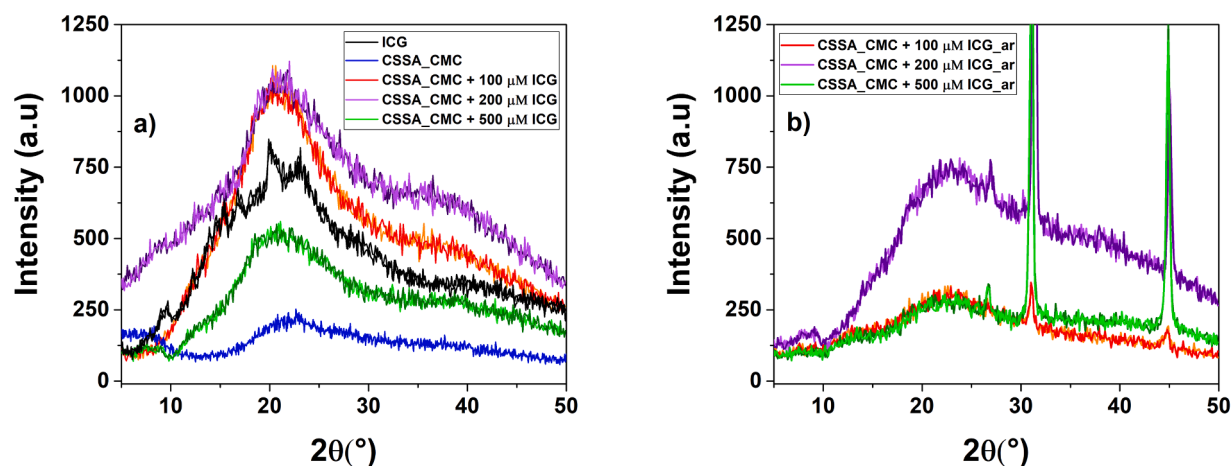 a)
Intensity (a.u)
1250
1000
750
500
250
0
10 20 30 40 50
2θ(°)
ICG
CSSA_CMC
CSSA_CMC + 100 μM ICG
CSSA_CMC + 200 μM ICG
CSSA_CMC + 500 μM ICG
b)
Intensity (a.u)
1250
1000
750
500
250
0
10 20 30 40 50
2θ(°)
CSSA_CMC + 100 μM ICG_ar
CSSA_CMC + 200 μM ICG_ar
CSSA_CMC + 500 μM ICG_ar